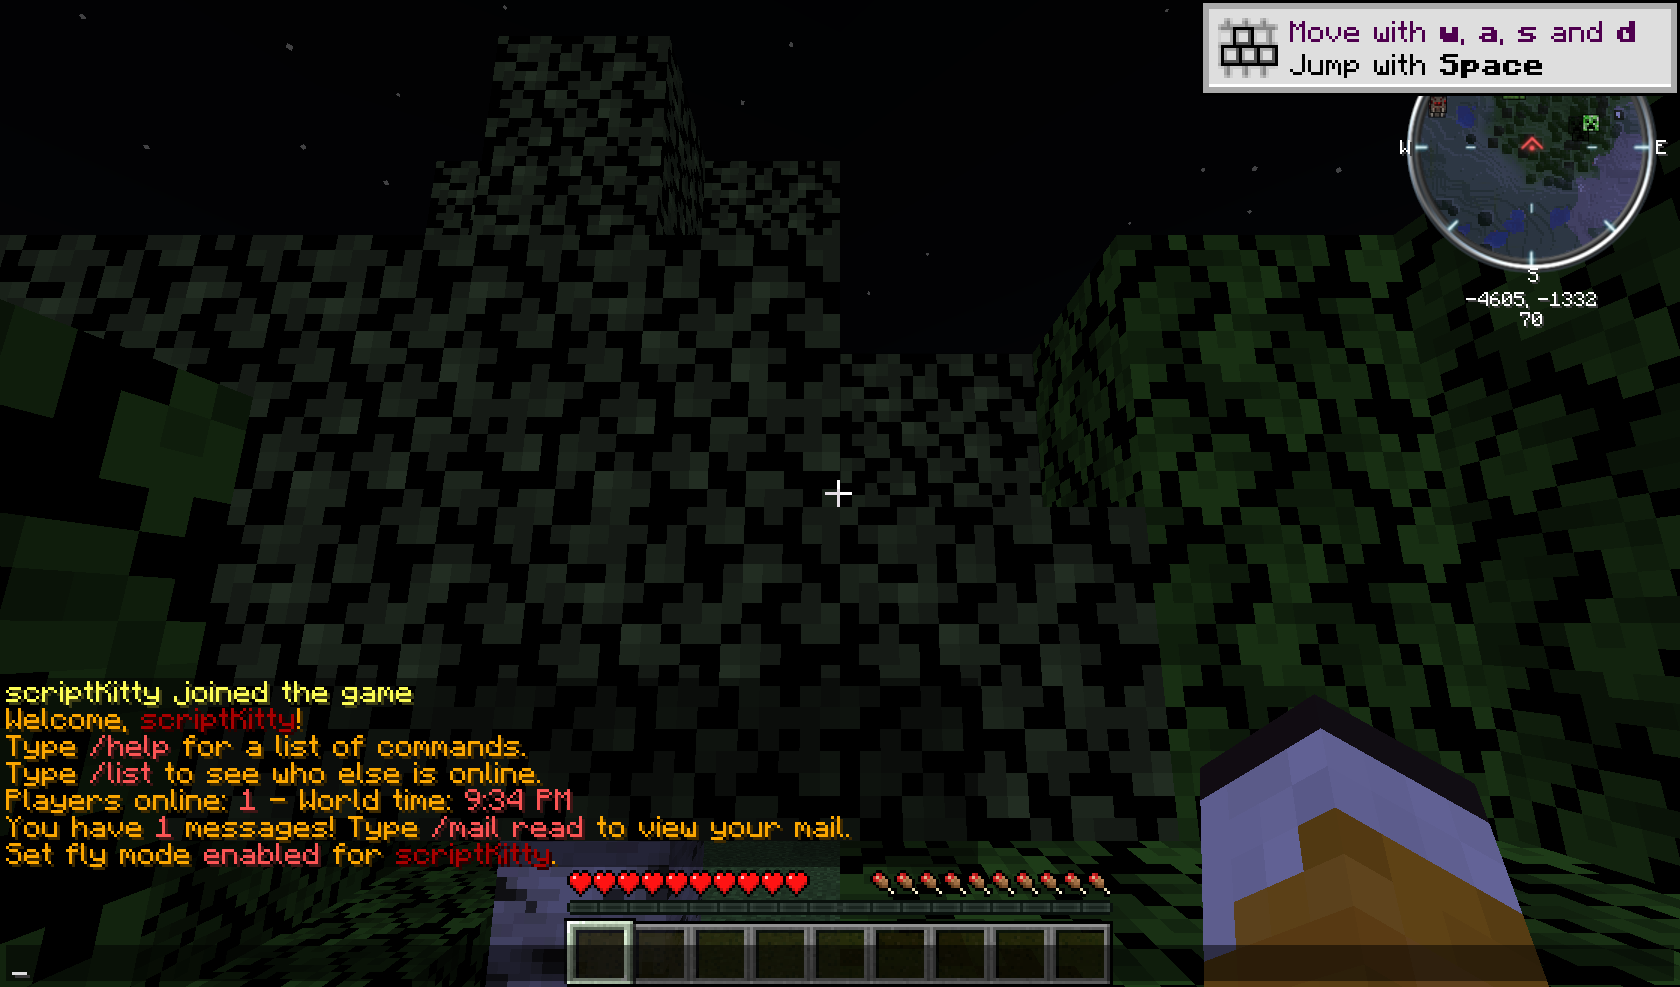 Move with w, a, s and d
Jump with Space
W
E
S
-4605, -1332
70
scriptKitty joined the game
Welcome, scriptKitty!
Type /help for a list of commands.
Type /list to see who else is online.
Players online: 1 - World time: 9:34 PM
You have 1 messages! Type /mail read to view your mail.
Set fly mode enabled for scriptKitty.
_